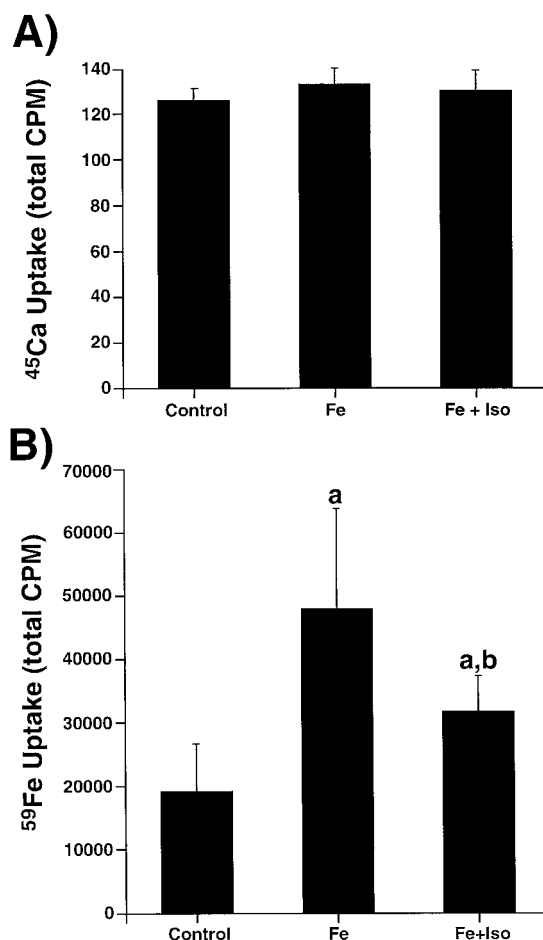 A)
45Ca Uptake (total CPM)
140
120
100
80
60
40
20
0
Control Fe Fe + Iso
B)
59Fe Uptake (total CPM)
70000
60000
50000
40000
30000
20000
10000
0
a
a,b
Control Fe Fe+Iso